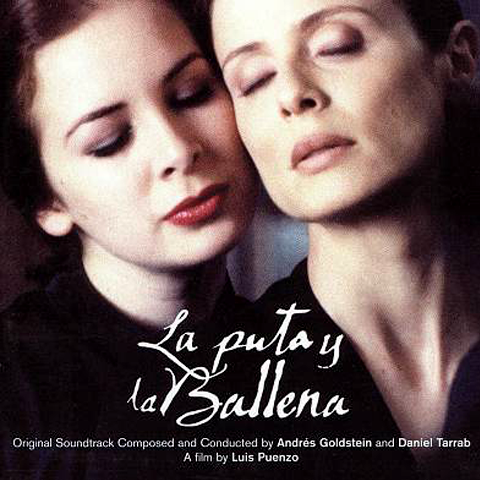 La puta y
la Ballena
Original Soundtrack Composed and Conducted by Andrés Goldstein and Daniel Tarrab
A film by Luis Puenzo